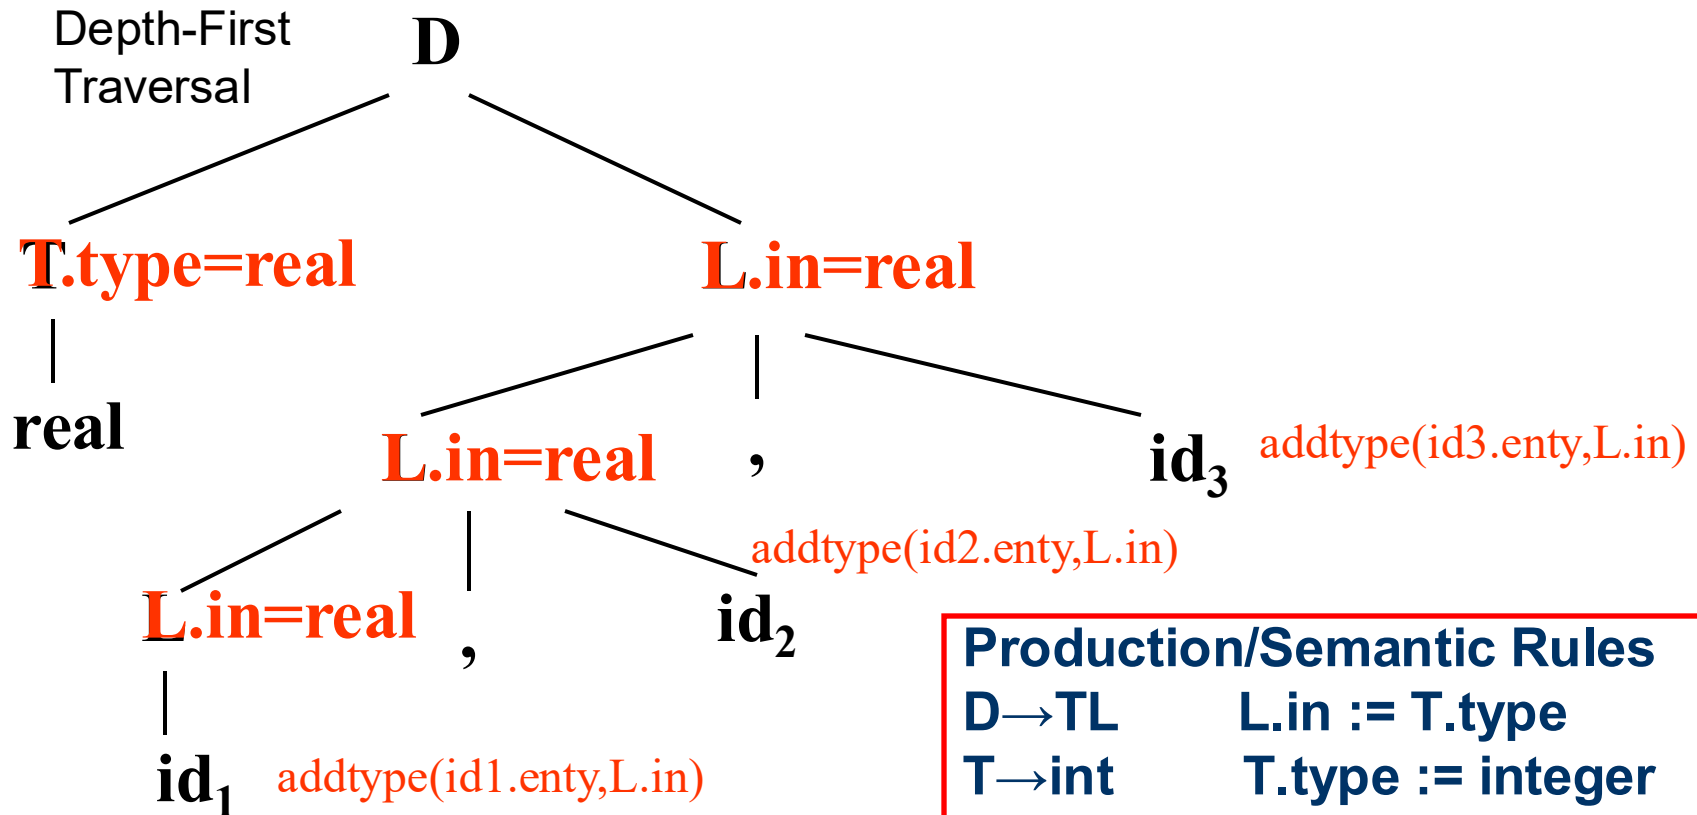 Depth-First
Traversal
D
T.type=real
L.in=real
real
L.in=real
,
id₃
addtype(id3.enty,L.in)
addtype(id2.enty,L.in)
L.in=real
,
id₂
id₁
addtype(id1.enty,L.in)
Production/Semantic Rules
D→TL L.in := T.type
T→int T.type := integer